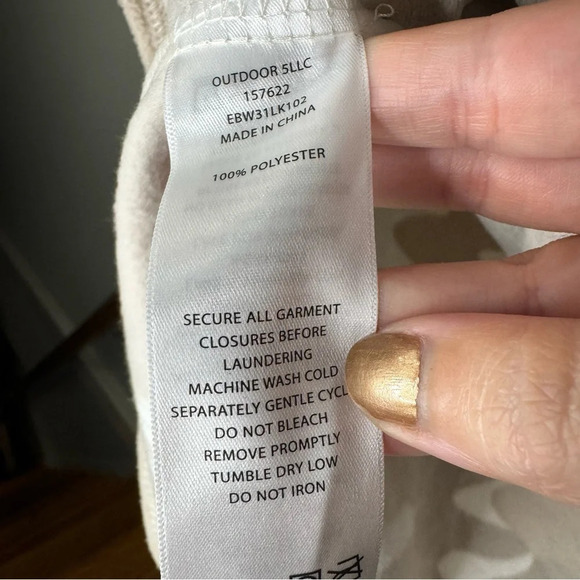 OUTDOOR 5LLC
157622
EBW31LK102
MADE IN CHINA
100% POLYESTER
SECURE ALL GARMENT
CLOSURES BEFORE
LAUNDERING
MACHINE WASH COLD
SEPARATELY GENTLE CYCL
DO NOT BLEACH
REMOVE PROMPTLY
TUMBLE DRY LOW
DO NOT IRON